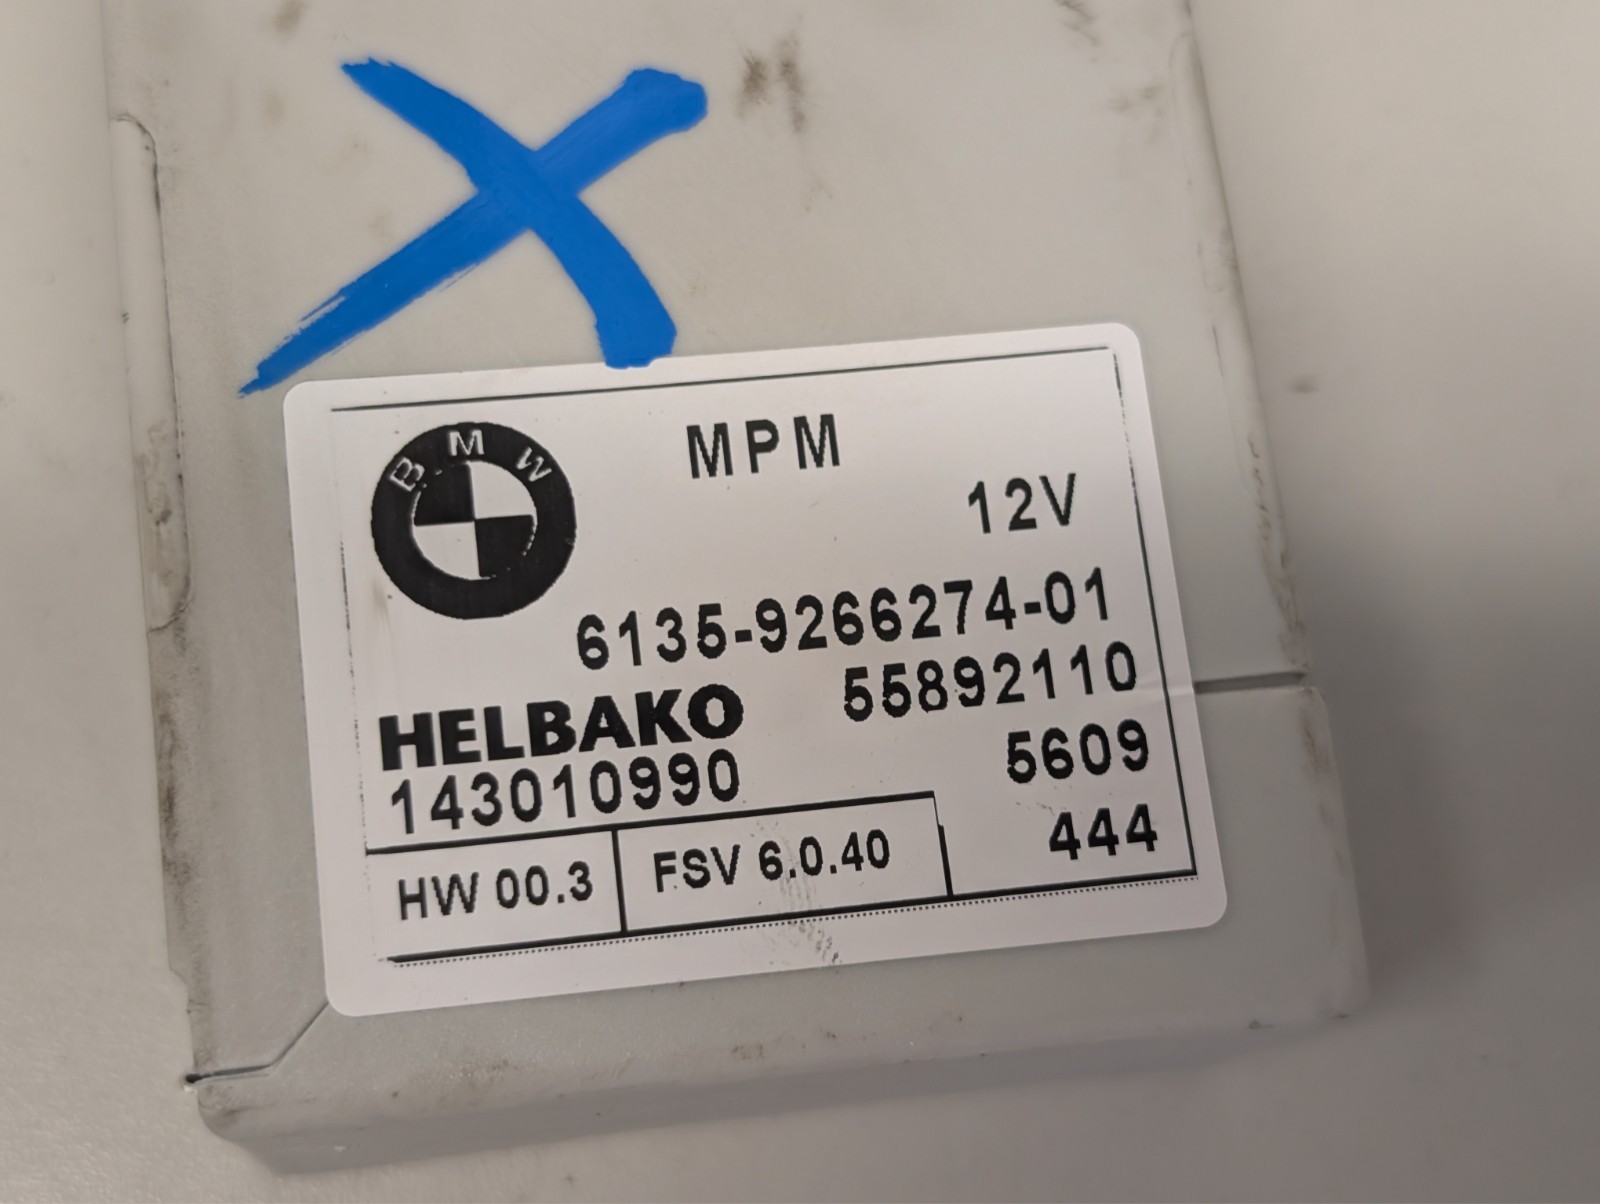 BMW
MPM
12V
6135-9266274-01
HELBAKO 55892110
143010990 5609
HW 00.3 FSV 6.0.40 444